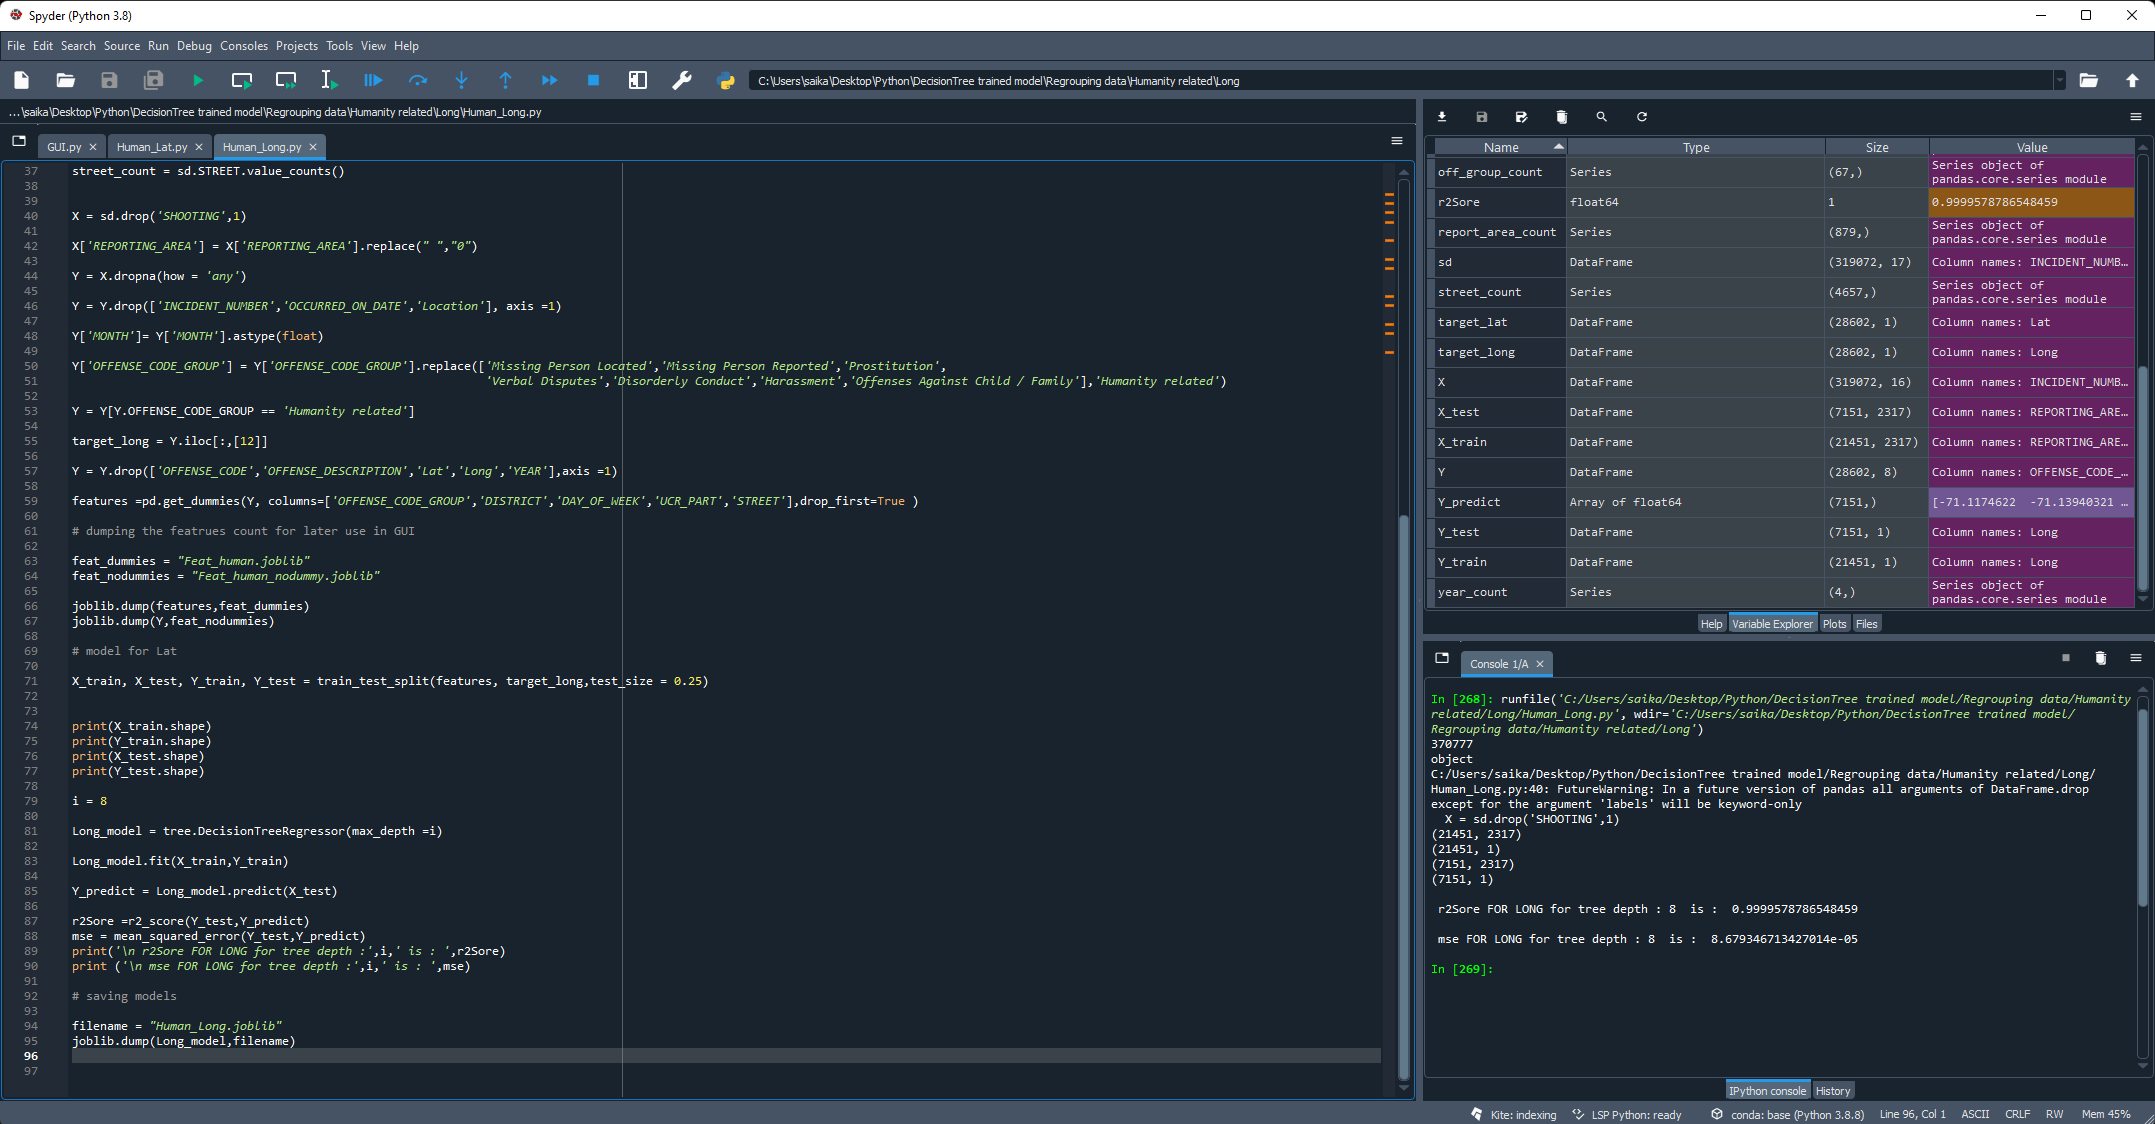 Spyder (Python 3.8)
File Edit Search Source Run Debug Consoles Projects Tools View Help
C:\Users\saika\Desktop\Python\DecisionTree trained model\Regrouping data\Humanity related\Long
...\saika\Desktop\Python\DecisionTree trained model\Regrouping data\Humanity related\Long\Human_Long.py
GUI.py Human_Lat.py Human_Long.py
37 street_count = sd.STREET.value_counts()
38
39
40 X = sd.drop('SHOOTING',1)
41
42 X['REPORTING_AREA'] = X['REPORTING_AREA'].replace(" ","0")
43
44 Y = X.dropna(how = 'any')
45
46 Y = Y.drop(['INCIDENT_NUMBER','OCCURRED_ON_DATE','Location'], axis =1)
47
48 Y['MONTH']= Y['MONTH'].astype(float)
49
50 Y['OFFENSE_CODE_GROUP'] = Y['OFFENSE_CODE_GROUP'].replace(['Missing Person Located','Missing Person Reported','Prostitution',
51 'Verbal Disputes','Disorderly Conduct','Harassment','Offenses Against Child / Family'],'Humanity related')
52
53 Y = Y[Y.OFFENSE_CODE_GROUP == 'Humanity related']
54
55 target_long = Y.iloc[:,[12]]
56
57 Y = Y.drop(['OFFENSE_CODE','OFFENSE_DESCRIPTION','Lat','Long','YEAR'],axis =1)
58
59 features =pd.get_dummies(Y, columns=['OFFENSE_CODE_GROUP','DISTRICT','DAY_OF_WEEK','UCR_PART','STREET'],drop_first=True )
60
61 # dumping the featrues count for later use in GUI
62
63 feat_dummies = "Feat_human.joblib"
64 feat_nodummies = "Feat_human_nodummy.joblib"
65
66 joblib.dump(features,feat_dummies)
67 joblib.dump(Y,feat_nodummies)
68
69 # model for Lat
70
71 X_train, X_test, Y_train, Y_test = train_test_split(features, target_long,test_size = 0.25)
72
73
74 print(X_train.shape)
75 print(Y_train.shape)
76 print(X_test.shape)
77 print(Y_test.shape)
78
79 i = 8
80
81 Long_model = tree.DecisionTreeRegressor(max_depth =i)
82
83 Long_model.fit(X_train,Y_train)
84
85 Y_predict = Long_model.predict(X_test)
86
87 r2Sore =r2_score(Y_test,Y_predict)
88 mse = mean_squared_error(Y_test,Y_predict)
89 print('\n r2Sore FOR LONG for tree depth :',i,' is : ',r2Sore)
90 print ('\n mse FOR LONG for tree depth :',i,' is : ',mse)
91
92 # saving models
93
94 filename = "Human_Long.joblib"
95 joblib.dump(Long_model,filename)
96
97
Name Type Size Value
off_group_count Series (67,) Series object of pandas.core.series module
r2Sore float64 1 0.9999578786548459
report_area_count Series (879,) Series object of pandas.core.series module
sd DataFrame (319072, 17) Column names: INCIDENT_NUMB...
street_count Series (4657,) Series object of pandas.core.series module
target_lat DataFrame (28602, 1) Column names: Lat
target_long DataFrame (28602, 1) Column names: Long
X DataFrame (319072, 16) Column names: INCIDENT_NUMB...
X_test DataFrame (7151, 2317) Column names: REPORTING_ARE...
X_train DataFrame (21451, 2317) Column names: REPORTING_ARE...
Y DataFrame (28602, 8) Column names: OFFENSE_CODE_...
Y_predict Array of float64 (7151,) [-71.1174622 -71.13940321 ...
Y_test DataFrame (7151, 1) Column names: Long
Y_train DataFrame (21451, 1) Column names: Long
year_count Series (4,) Series object of pandas.core.series module
Help Variable Explorer Plots Files
Console 1/A
In [268]: runfile('C:/Users/saika/Desktop/Python/DecisionTree trained model/Regrouping data/Humanity
related/Long/Human_Long.py', wdir='C:/Users/saika/Desktop/Python/DecisionTree trained model/
Regrouping data/Humanity related/Long')
370777
object
C:/Users/saika/Desktop/Python/DecisionTree trained model/Regrouping data/Humanity related/Long/
Human_Long.py:40: FutureWarning: In a future version of pandas all arguments of DataFrame.drop
except for the argument 'labels' will be keyword-only
X = sd.drop('SHOOTING',1)
(21451, 2317)
(21451, 1)
(7151, 2317)
(7151, 1)
r2Sore FOR LONG for tree depth : 8 is : 0.9999578786548459
mse FOR LONG for tree depth : 8 is : 8.679346713427014e-05
In [269]:
IPython console History
Kite: indexing LSP Python: ready conda: base (Python 3.8.8) Line 96, Col 1 ASCII CRLF RW Mem 45%